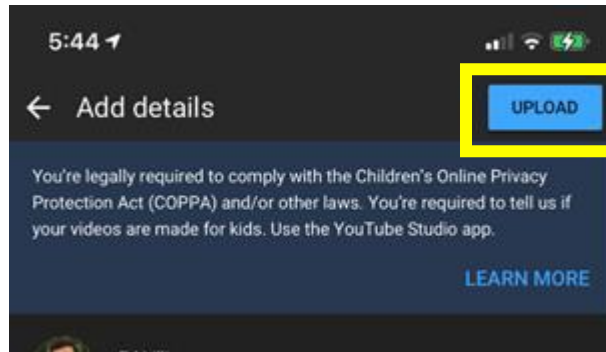 5:44
Add details
UPLOAD
You're legally required to comply with the Children's Online Privacy
Protection Act (COPPA) and/or other laws. You're required to tell us if
your videos are made for kids. Use the YouTube Studio app.
LEARN MORE